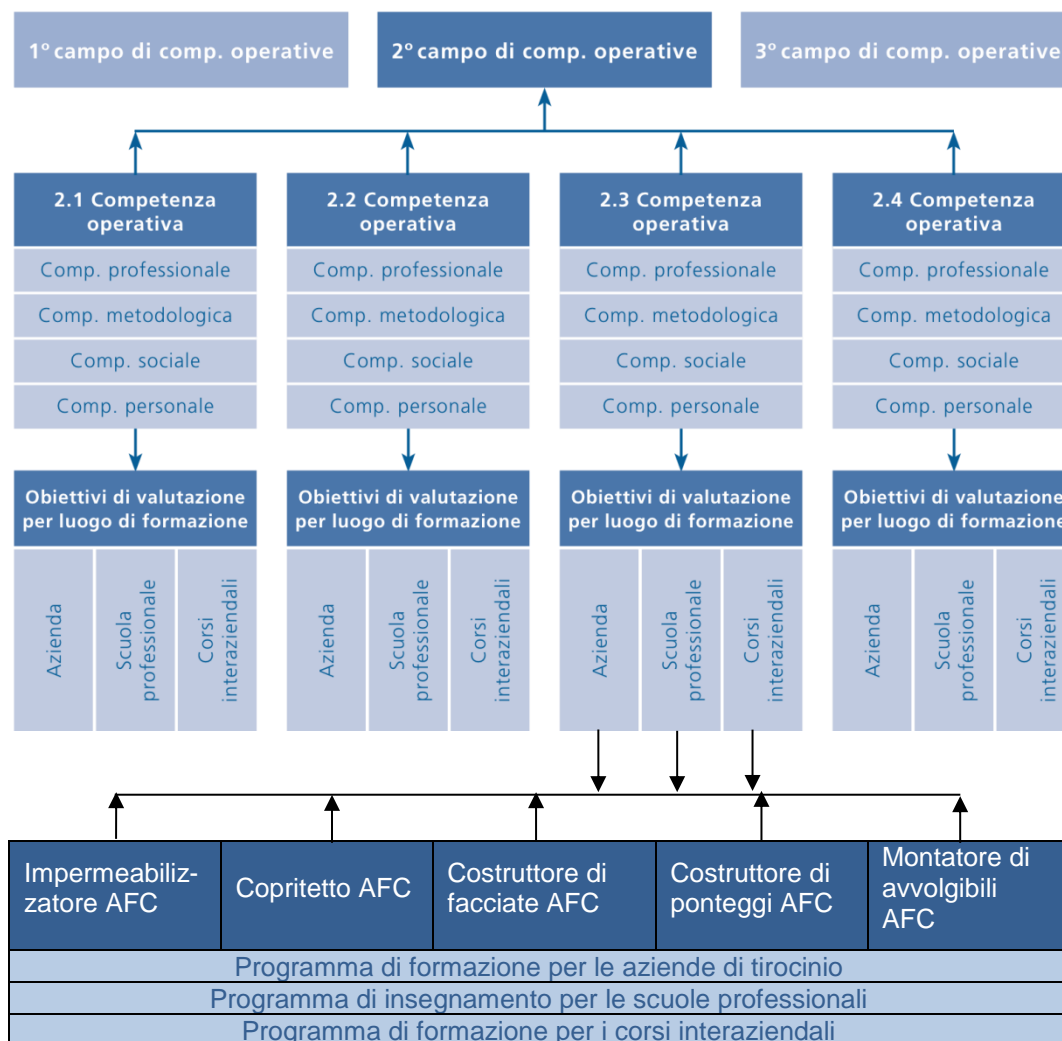 1° campo di comp. operative
2° campo di comp. operative
3° campo di comp. operative
2.1 Competenza
operativa
Comp. professionale
Comp. metodologica
Comp. sociale
Comp. personale
Obiettivi di valutazione
per luogo di formazione
Azienda
Scuola
professionale
Corsi
interaziendali
2.2 Competenza
operativa
Comp. professionale
Comp. metodologica
Comp. sociale
Comp. personale
Obiettivi di valutazione
per luogo di formazione
Azienda
Scuola
professionale
Corsi
interaziendali
2.3 Competenza
operativa
Comp. professionale
Comp. metodologica
Comp. sociale
Comp. personale
Obiettivi di valutazione
per luogo di formazione
Azienda
Scuola
professionale
Corsi
interaziendali
2.4 Competenza
operativa
Comp. professionale
Comp. metodologica
Comp. sociale
Comp. personale
Obiettivi di valutazione
per luogo di formazione
Azienda
Scuola
professionale
Corsi
interaziendali
Impermeabiliz-
zatore AFC
Copritetto AFC
Costruttore di
facciate AFC
Costruttore di
ponteggi AFC
Montatore di
avvolgibili
AFC
Programma di formazione per le aziende di tirocinio
Programma di insegnamento per le scuole professionali
Programma di formazione per i corsi interaziendali